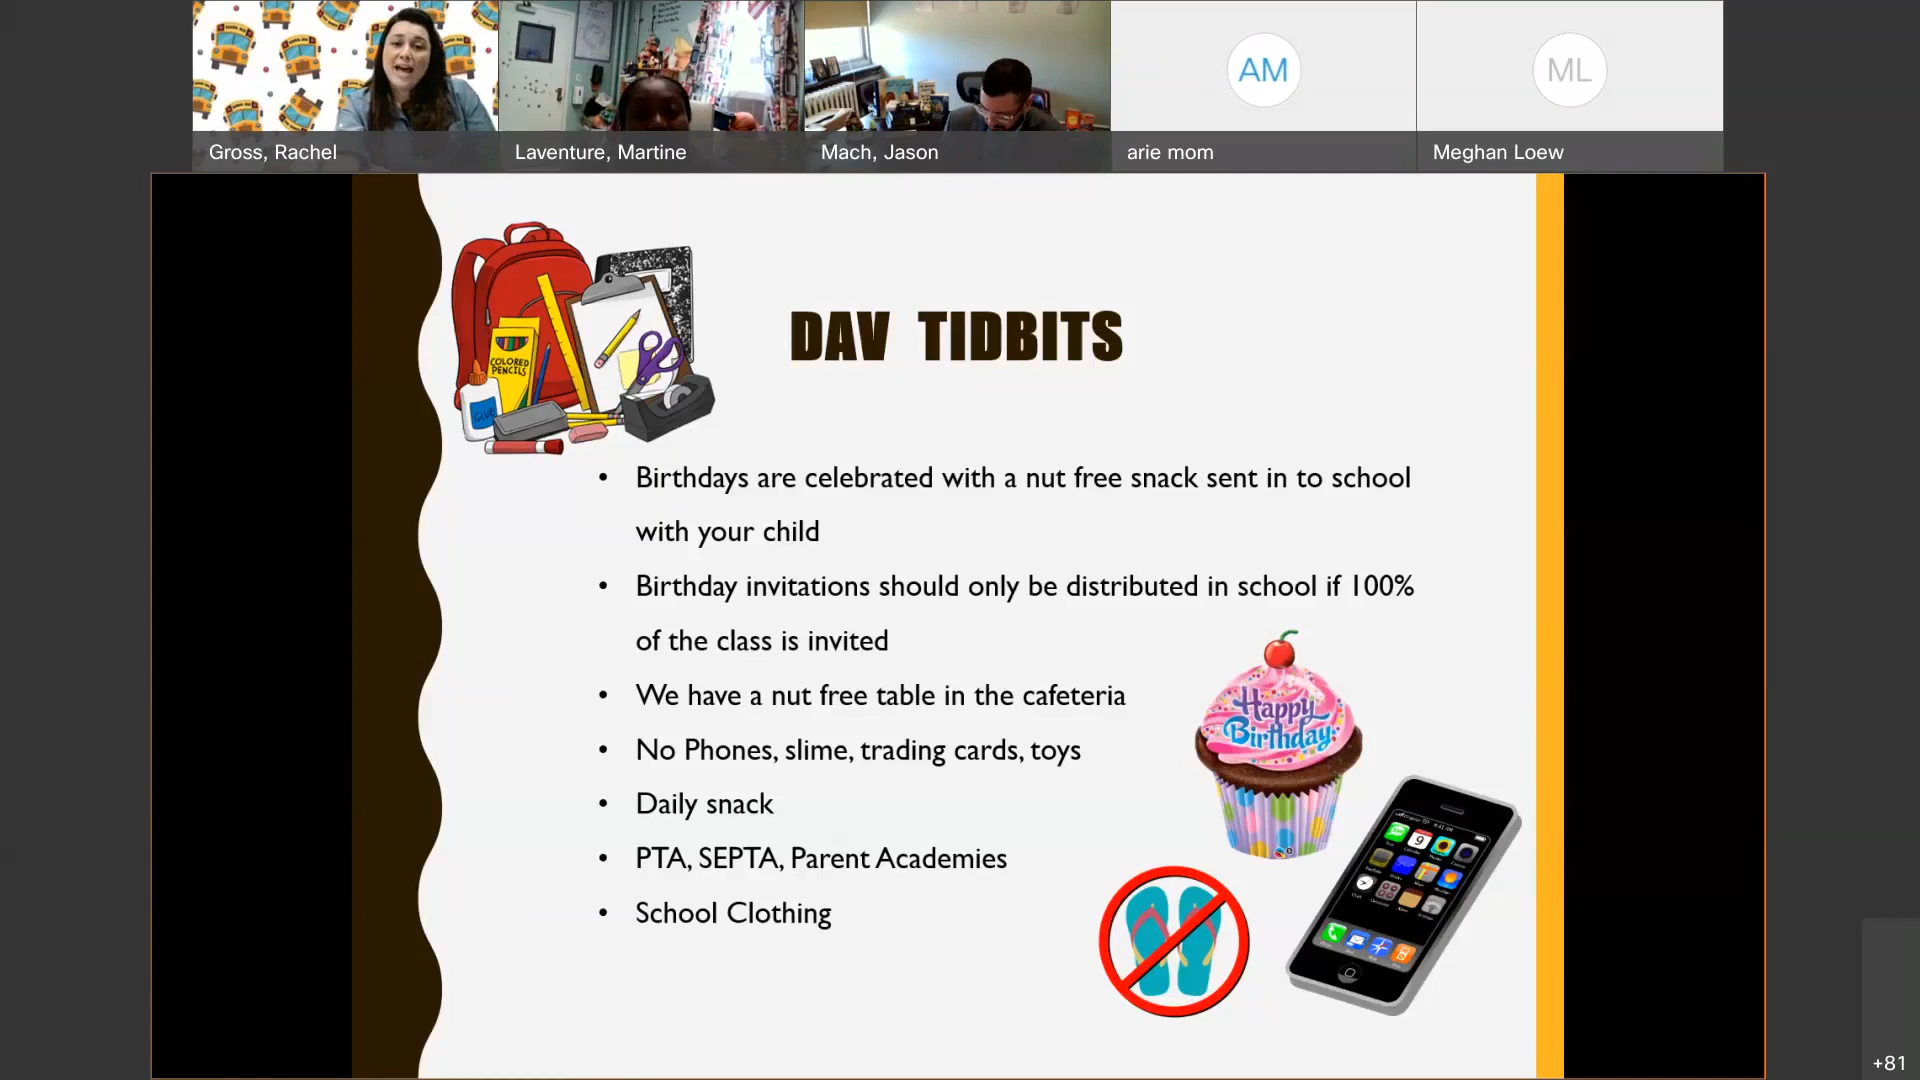 Gross, Rachel
Laventure, Martine
Mach, Jason
AM
arie mom
ML
Meghan Loew
COLORED
PENCILS
GLUE
DAV TIDBITS
• Birthdays are celebrated with a nut free snack sent in to school
with your child
• Birthday invitations should only be distributed in school if 100%
of the class is invited
• We have a nut free table in the cafeteria
• No Phones, slime, trading cards, toys
• Daily snack
• PTA, SEPTA, Parent Academies
• School Clothing
Happy
Birthday
9
+81